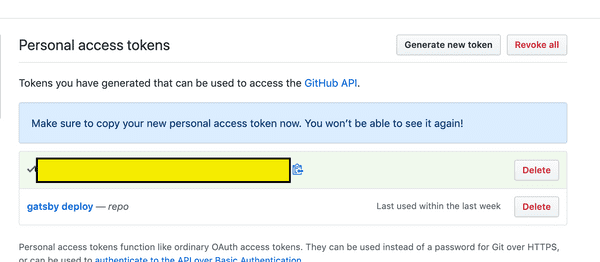 Personal access tokens
Generate new token
Revoke all
Tokens you have generated that can be used to access the GitHub API.
Make sure to copy your new personal access token now. You won’t be able to see it again!
Delete
gatsby deploy — repo
Last used within the last week
Delete
Personal access tokens function like ordinary OAuth access tokens. They can be used instead of a password for Git over HTTPS,
or can be used to authenticate to the API over Basic Authentication.